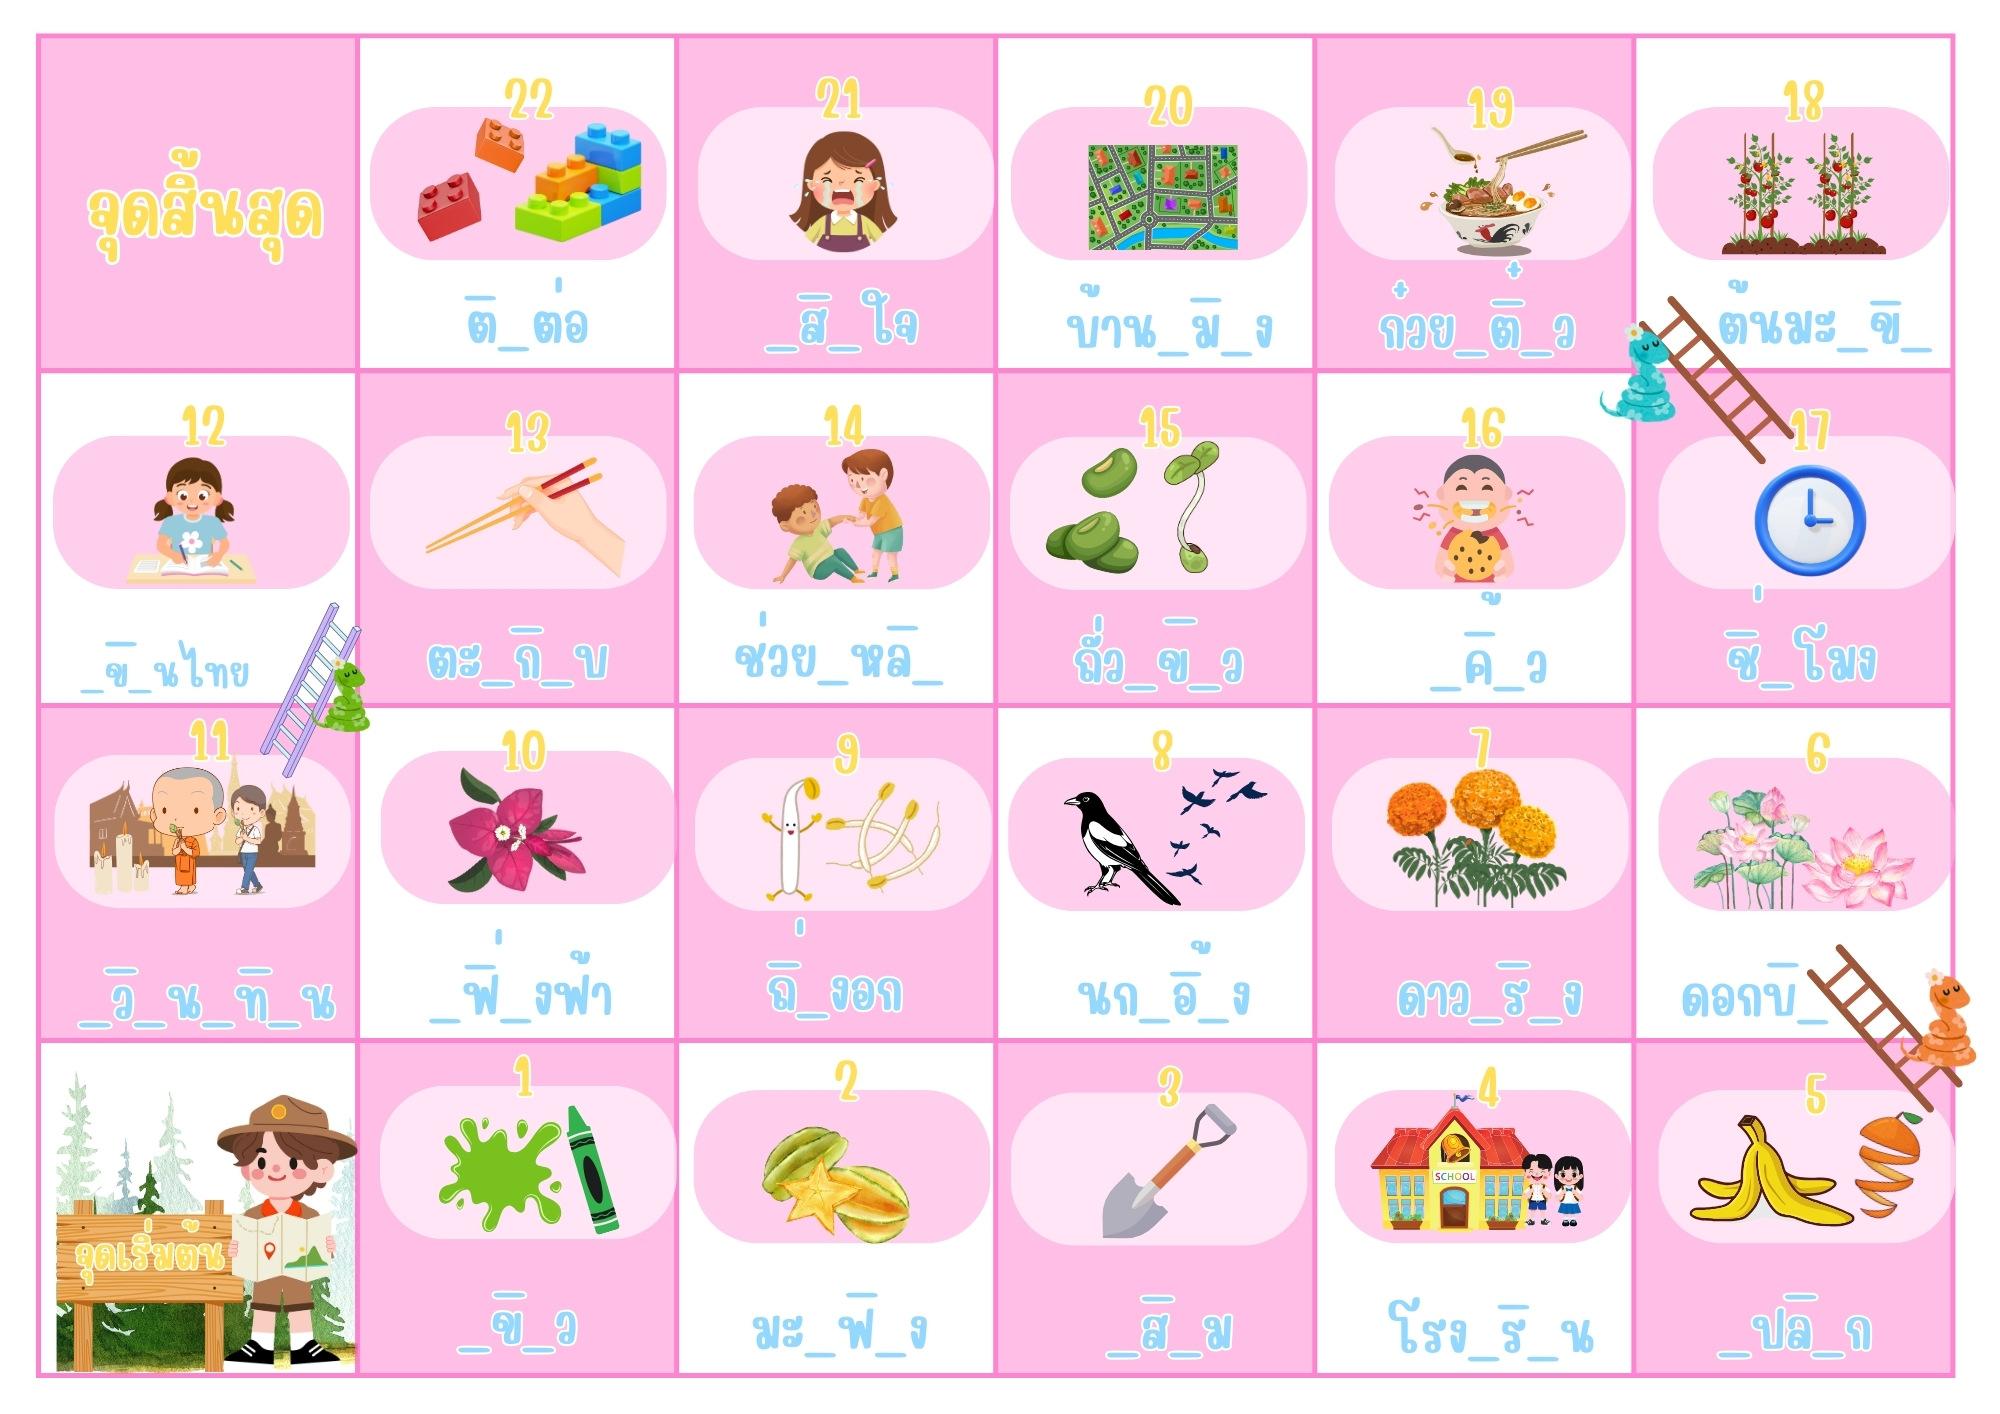 จุดสิ้นสุด
22
ต̅_ต่อ
21
_ส̅_ใจ
20
บ้าน_ม̅_ง
19
ก๋วย_ต๋̅_ว
18
ต้นมะ_ข̅_
12
_ข̅_นไทย
13
ตะ_ก̅_บ
14
ช่วย_หล̅_
15
ถั่ว_ข̅_ว
16
_ค้̅_ว
17
ช่̅_โมง
11
_ว̅_น_ท̅_น
10
_ฟ่̅_งฟ้า
9
ถ่̅_งอก
8
นก_อ้̅_ง
7
ดาว_ร̅_ง
6
ดอกบ̅_
จุดเริ่มต้น
1
_ข̅_ว
2
มะ_ฟ̅_ง
3
_ส̅_ม
4
SCHOOL
โรง_ร̅_น
5
_ปล̅_ก